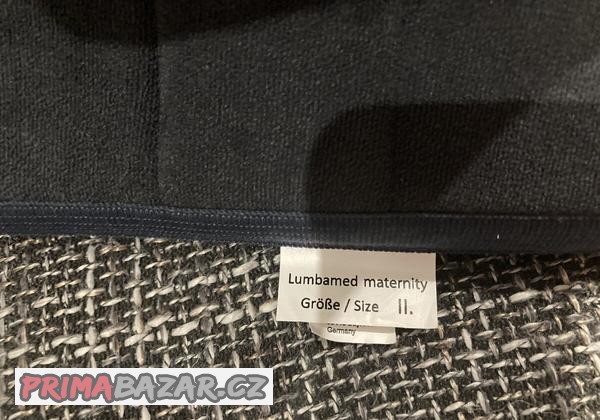 Lumbamed maternity
Größe / Size II.
Germany
PRIMABAZAR.CZ